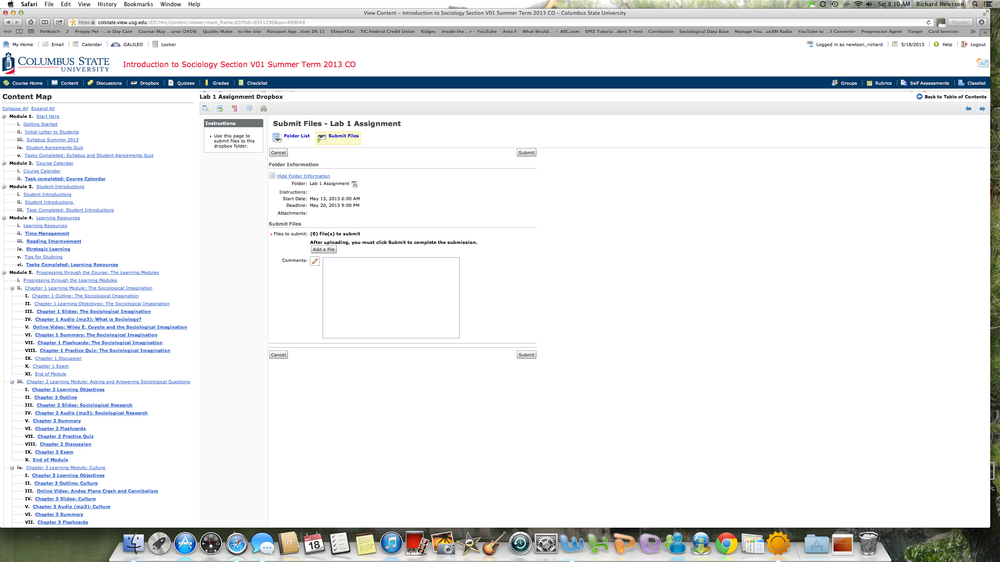 Safari File Edit View History Bookmarks Window Help Sat 8:10 AM Richard Newtson
View Content – Introduction to Sociology Section V01 Summer Term 2013 CO – Columbus State University
https colstate.view.usg.edu/d2l/lms/content/viewer/main_frame.d2l?tId=6951296&ou=489049 Reader
PetWatch 2 Preppy Pet –...ie Day Care Course: May ...urse (2459) Quality Matte... to the site Passport App...tion: DS 11 ESmartTax TIC Federal Credit Union Ridges Inside the ...r – YouTube Area F What Would ... – ABC.com SPSS Tutoria...dent T-test Correlation Sociological Data Base Manage You...usXM Radio YouTube to ...3 Converter Progressive Agent Target Card Services
My Home Email Calendar GALILEO Locker Logged in as newtson_richard 5/18/2013 Help Logout
COLUMBUS STATE
UNIVERSITY
Introduction to Sociology Section V01 Summer Term 2013 CO
Course Home Content Discussions Dropbox Quizzes Grades Checklist Groups Rubrics Self Assessments Classlist
Content Map
Collapse All Expand All
Module 1. Start Here
i. Getting Started
ii. Initial Letter to Students
iii. Syllabus Summer 2013
iv. Student Agreements Quiz
v. Tasks Completed: Syllabus and Student Agreements Quiz
Module 2. Course Calendar
i. Course Calendar
ii. Task completed: Course Calendar
Module 3. Student Introductions
i. Student Introductions
ii. Student Introductions
iii. Task Completed: Student Introductions
Module 4. Learning Resources
i. Learning Resources
ii. Time Management
iii. Reading Improvement
iv. Strategic Learning
v. Tips for Studying
vi. Tasks Completed: Learning Resources
Module 5. Progressing through the Course: The Learning Modules
i. Progressing through the Learning Modules
ii. Chapter 1 Learning Module: The Sociological Imagination
I. Chapter 1 Outline: The Sociological Imagination
II. Chapter 1 Learning Objectives: The Sociological Imagination
III. Chapter 1 Slides: The Sociological Imagination
IV. Chapter 1 Audio (mp3): What is Sociology?
V. Online Video: Wiley E. Coyote and the Sociological Imagination
VI. Chapter 1 Summary: The Sociological Imagination
VII. Chapter 1 Flashcards: The Sociological Imagination
VIII. Chapter 1 Practice Quiz: The Sociological Imagination
IX. Chapter 1 Discussion
X. Chapter 1 Exam
XI. End of Module
iii. Chapter 2 Learning Module: Asking and Answering Sociological Questions
I. Chapter 2 Learning Objectives
II. Chapter 2 Outline
III. Chapter 2 Slides: Sociological Research
IV. Chapter 2 Audio (mp3): Sociological Research
V. Chapter 2 Summary
VI. Chapter 2 Flashcards
VII. Chapter 2 Practice Quiz
VIII. Chapter 2 Discussion
IX. Chapter 2 Exam
X. End of Module
iv. Chapter 3 Learning Module: Culture
I. Chapter 3 Learning Objectives
II. Chapter 3 Outline: Culture
III. Online Video: Andes Plane Crash and Cannibalism
IV. Chapter 3 Slides: Culture
V. Chapter 3 Audio (mp3): Culture
VI. Chapter 3 Summary
VII. Chapter 3 Flashcards
Lab 1 Assignment Dropbox Back to Table of Contents
Instructions
Use this page to
submit files to this
dropbox folder.
Submit Files - Lab 1 Assignment
Folder List Submit Files
Cancel Submit
Folder Information
Hide Folder Information
Folder: Lab 1 Assignment
Instructions:
Start Date: May 13, 2013 6:00 AM
Deadline: May 20, 2013 9:00 PM
Attachments:
Submit Files
* Files to submit: (0) file(s) to submit
After uploading, you must click Submit to complete the submission.
Add a File
Comments:
Cancel Submit
MAY
18